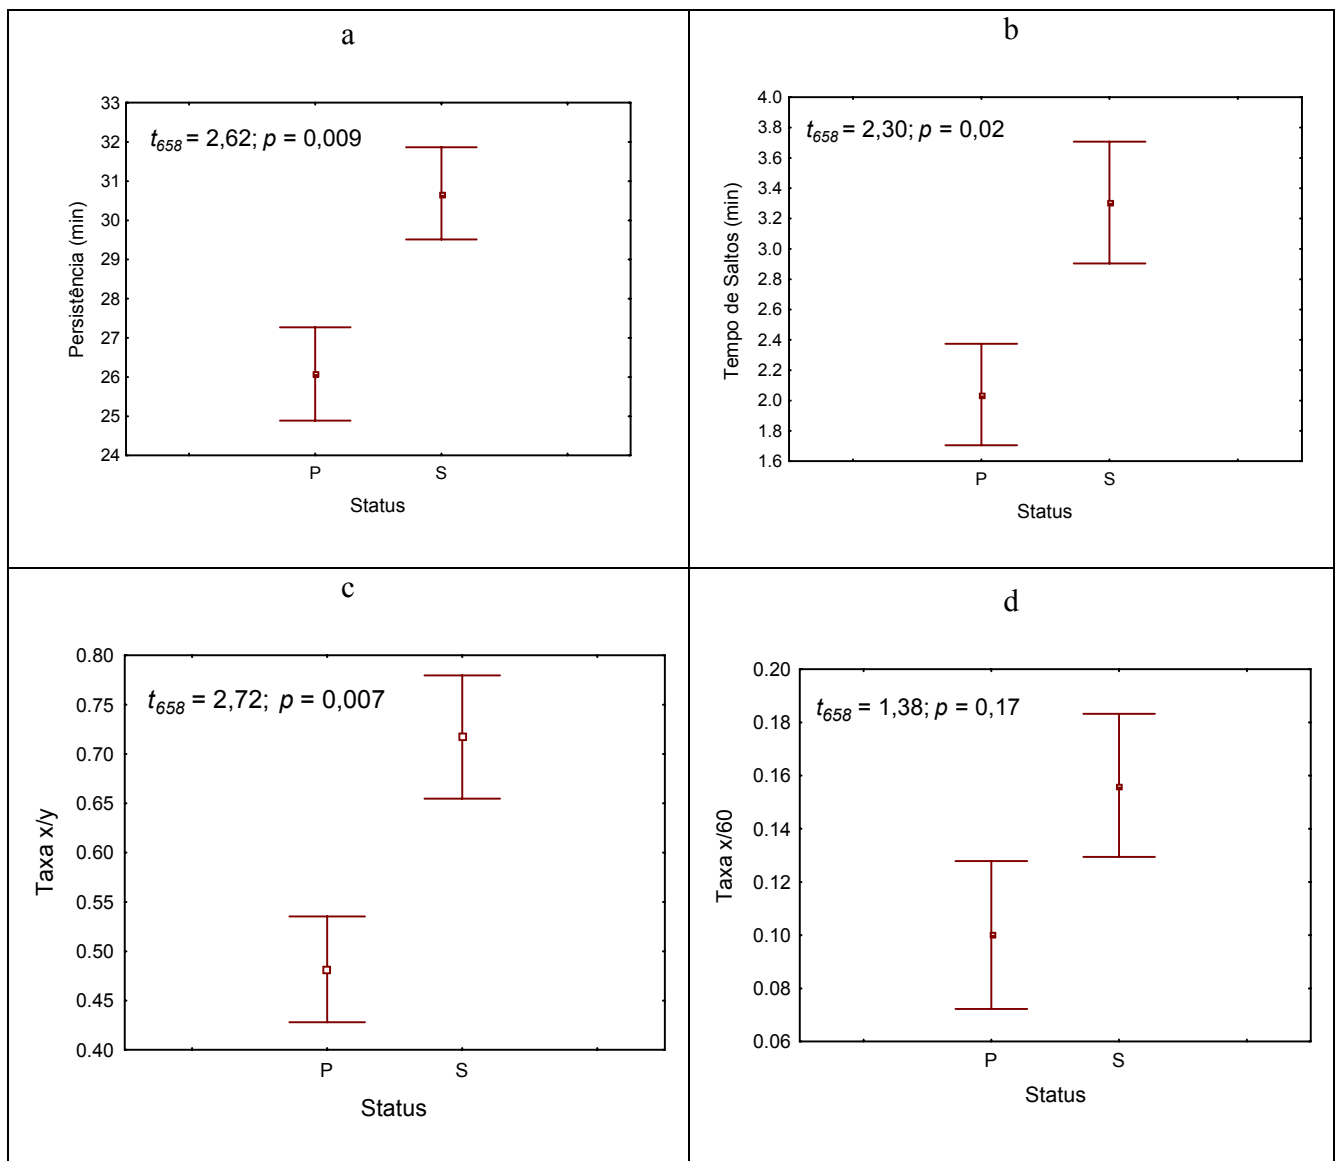 a
33
32
31
30
29
28
27
26
25
24
Persistência (min)
t658 = 2,62; p = 0,009
P S
Status
b
4.0
3.8
3.6
3.4
3.2
3.0
2.8
2.6
2.4
2.2
2.0
1.8
1.6
Tempo de Saltos (min)
t658 = 2,30; p = 0,02
P S
Status
c
0.80
0.75
0.70
0.65
0.60
0.55
0.50
0.45
0.40
Taxa x/y
t658 = 2,72; p = 0,007
P S
Status
d
0.20
0.18
0.16
0.14
0.12
0.10
0.08
0.06
Taxa x/60
t658 = 1,38; p = 0,17
P S
Status